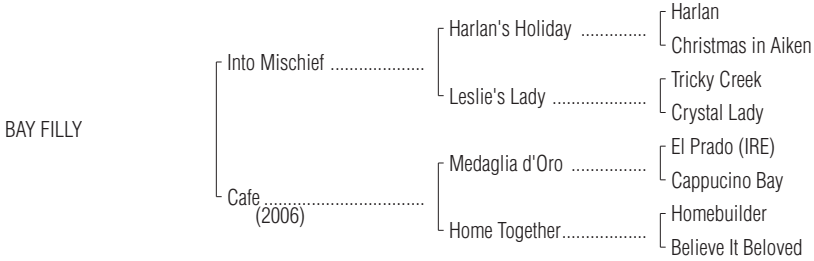 Harlan
Harlan's Holiday ..............
Christmas in Aiken
Into Mischief ....................
Tricky Creek
Leslie's Lady ....................
Crystal Lady
BAY FILLY
El Prado (IRE)
Medaglia d'Oro ................
Cappucino Bay
Cafe ..................................
(2006)
Homebuilder
Home Together..................
Believe It Beloved